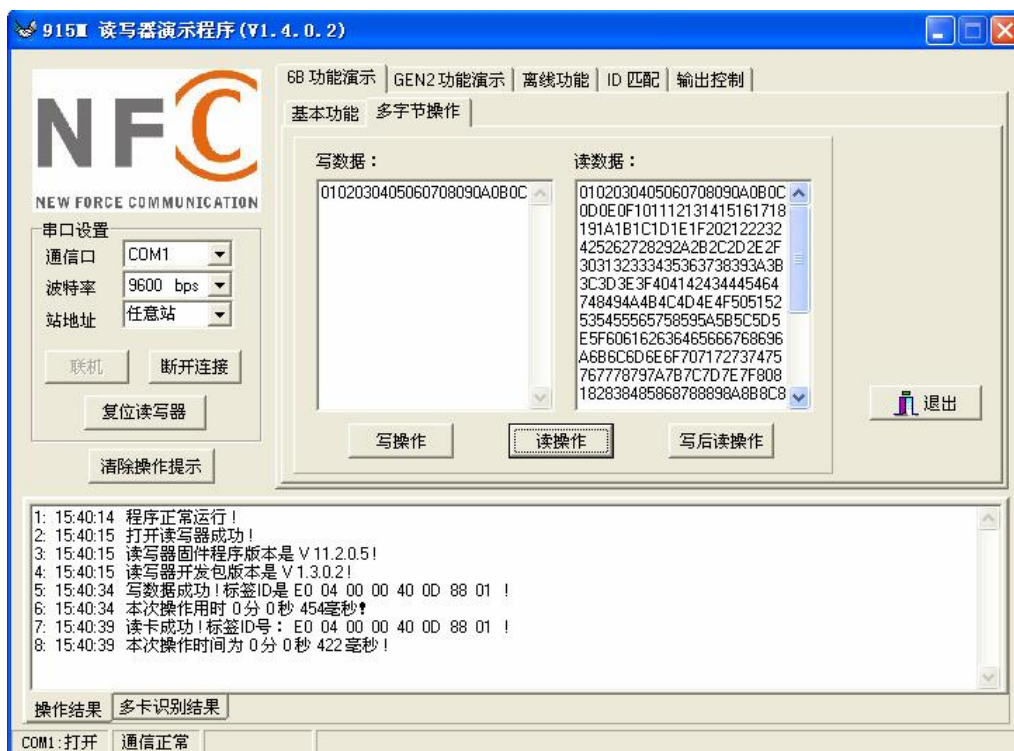 915M 读写器演示程序(V1.4.0.2)
NFC
NEW FORCE COMMUNICATION
串口设置
通信口 COM1
波特率 9600 bps
站地址 任意站
联机 断开连接
复位读写器
清除操作提示
6B 功能演示 GEN2 功能演示 离线功能 ID 匹配 输出控制
基本功能 多字节操作
写数据：
0102030405060708090A0B0C
读数据：
0102030405060708090A0B0C
0D0E0F101112131415161718
191A1B1C1D1E1F202122232
425262728292A2B2C2D2E2F
303132333435363738393A3B
3C3D3E3F404142434445464
748494A4B4C4D4E4F505152
535455565758595A5B5C5D5
E5F60616263646566676869 6
A6B6C6D6E6F707172737475
767778797A7B7C7D7E7F808
182838485868788898A8B8C8
写操作 读操作 写后读操作
退出
1: 15:40:14 程序正常运行！
2: 15:40:15 打开读写器成功！
3: 15:40:15 读写器固件程序版本是 V 11.2.0.5！
4: 15:40:15 读写器开发包版本是 V 1.3.0.2！
5: 15:40:34 写数据成功！标签ID是 E0 04 00 00 40 0D 88 01 ！
6: 15:40:34 本次操作用时 0分 0秒 454毫秒！
7: 15:40:39 读卡成功！标签ID号： E0 04 00 00 40 0D 88 01 ！
8: 15:40:39 本次操作时间为 0分 0秒 422毫秒！
操作结果 多卡识别结果
COM1:打开 通信正常